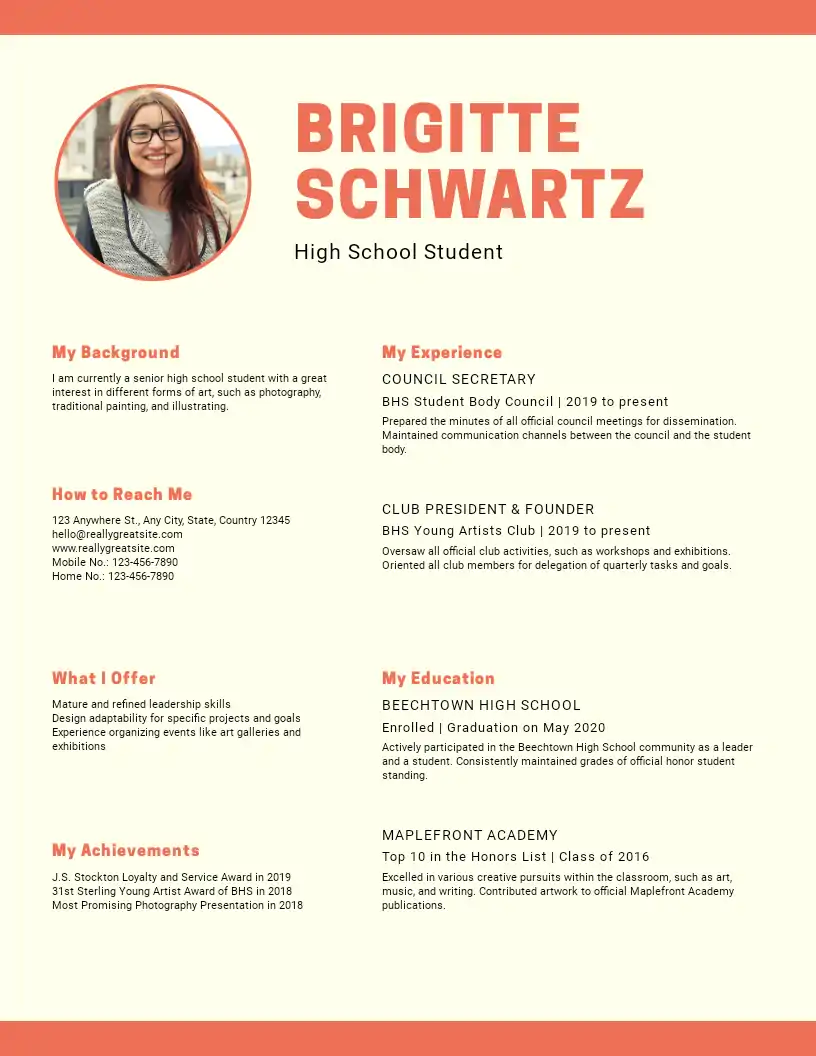 BRIGITTE
SCHWARTZ
High School Student
My Background
I am currently a senior high school student with a great
interest in different forms of art, such as photography,
traditional painting, and illustrating.
How to Reach Me
123 Anywhere St., Any City, State, Country 12345
hello@reallygreatsite.com
www.reallygreatsite.com
Mobile No.: 123-456-7890
Home No.: 123-456-7890
What I Offer
Mature and refined leadership skills
Design adaptability for specific projects and goals
Experience organizing events like art galleries and
exhibitions
My Achievements
J.S. Stockton Loyalty and Service Award in 2019
31st Sterling Young Artist Award of BHS in 2018
Most Promising Photography Presentation in 2018
My Experience
COUNCIL SECRETARY
BHS Student Body Council | 2019 to present
Prepared the minutes of all official council meetings for dissemination.
Maintained communication channels between the council and the student
body.
CLUB PRESIDENT & FOUNDER
BHS Young Artists Club | 2019 to present
Oversaw all official club activities, such as workshops and exhibitions.
Oriented all club members for delegation of quarterly tasks and goals.
My Education
BEECHTOWN HIGH SCHOOL
Enrolled | Graduation on May 2020
Actively participated in the Beechtown High School community as a leader
and a student. Consistently maintained grades of official honor student
standing.
MAPLEFRONT ACADEMY
Top 10 in the Honors List | Class of 2016
Excelled in various creative pursuits within the classroom, such as art,
music, and writing. Contributed artwork to official Maplefront Academy
publications.